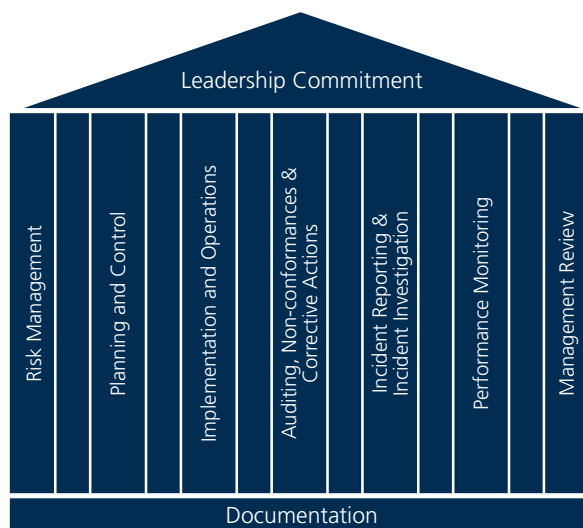 Leadership Commitment
Risk Management
Planning and Control
Implementation and Operations
Auditing, Non-conformances &
Corrective Actions
Incident Reporting &
Incident Investigation
Performance Monitoring
Management Review
Documentation